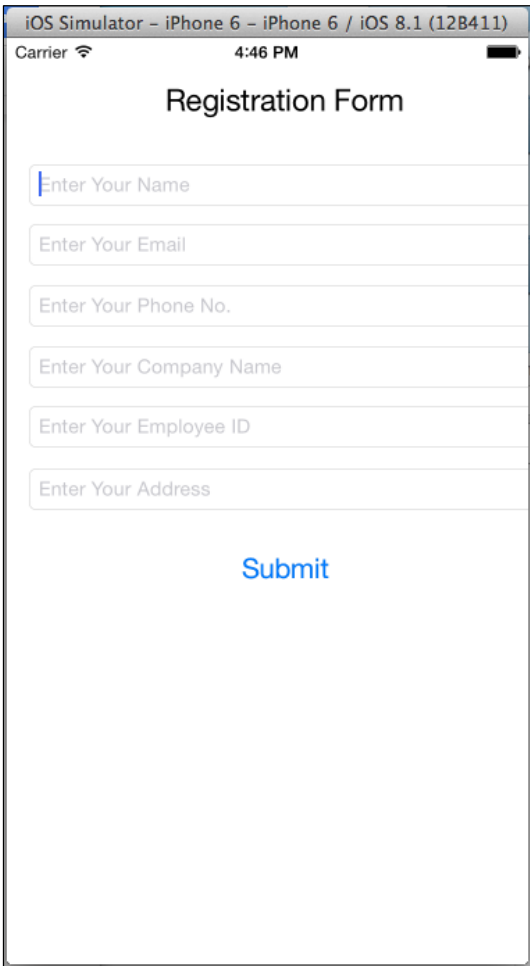 iOS Simulator – iPhone 6 – iPhone 6 / iOS 8.1 (12B411)
Carrier 4:46 PM
Registration Form
Enter Your Name
Enter Your Email
Enter Your Phone No.
Enter Your Company Name
Enter Your Employee ID
Enter Your Address
Submit